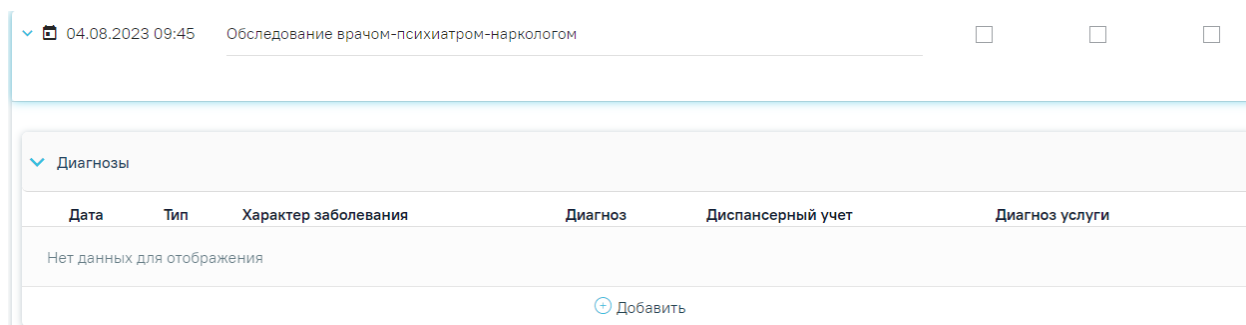 04.08.2023 09:45 Обследование врачом-психиатром-наркологом
Диагнозы
Дата Тип Характер заболевания Диагноз Диспансерный учет Диагноз услуги
Нет данных для отображения
Добавить